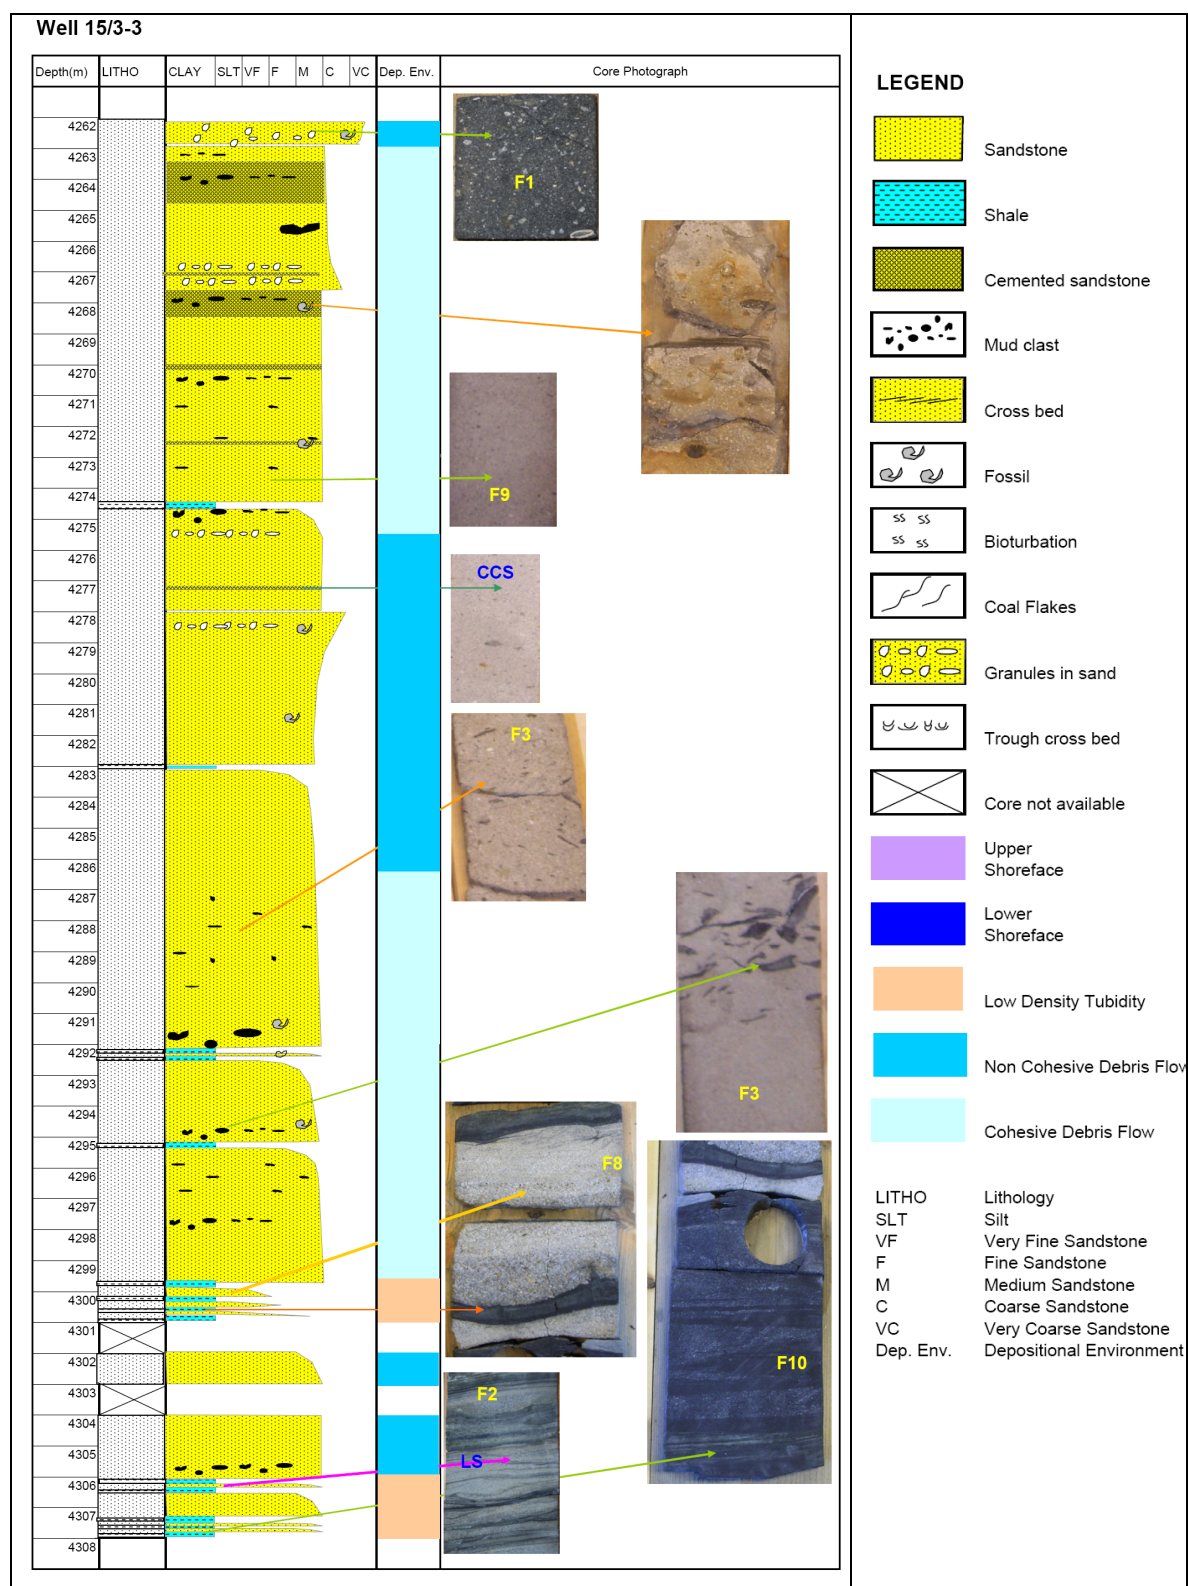 Well 15/3-3
Depth(m) LITHO CLAY SLT VF F M C VC Dep. Env. Core Photograph
4262
4263
4264
4265
4266
4267
4268
4269
4270
4271
4272
4273
4274
4275
4276
4277
4278
4279
4280
4281
4282
4283
4284
4285
4286
4287
4288
4289
4290
4291
4292
4293
4294
4295
4296
4297
4298
4299
4300
4301
4302
4303
4304
4305
4306
4307
4308
F1
F9
CCS
F3
F3
F8
F10
F2
LS
LEGEND
Sandstone
Shale
Cemented sandstone
Mud clast
Cross bed
Fossil
Bioturbation
Coal Flakes
Granules in sand
Trough cross bed
Core not available
Upper
Shoreface
Lower
Shoreface
Low Density Tubidity
Non Cohesive Debris Flow
Cohesive Debris Flow
LITHO Lithology
SLT Silt
VF Very Fine Sandstone
F Fine Sandstone
M Medium Sandstone
C Coarse Sandstone
VC Very Coarse Sandstone
Dep. Env. Depositional Environment